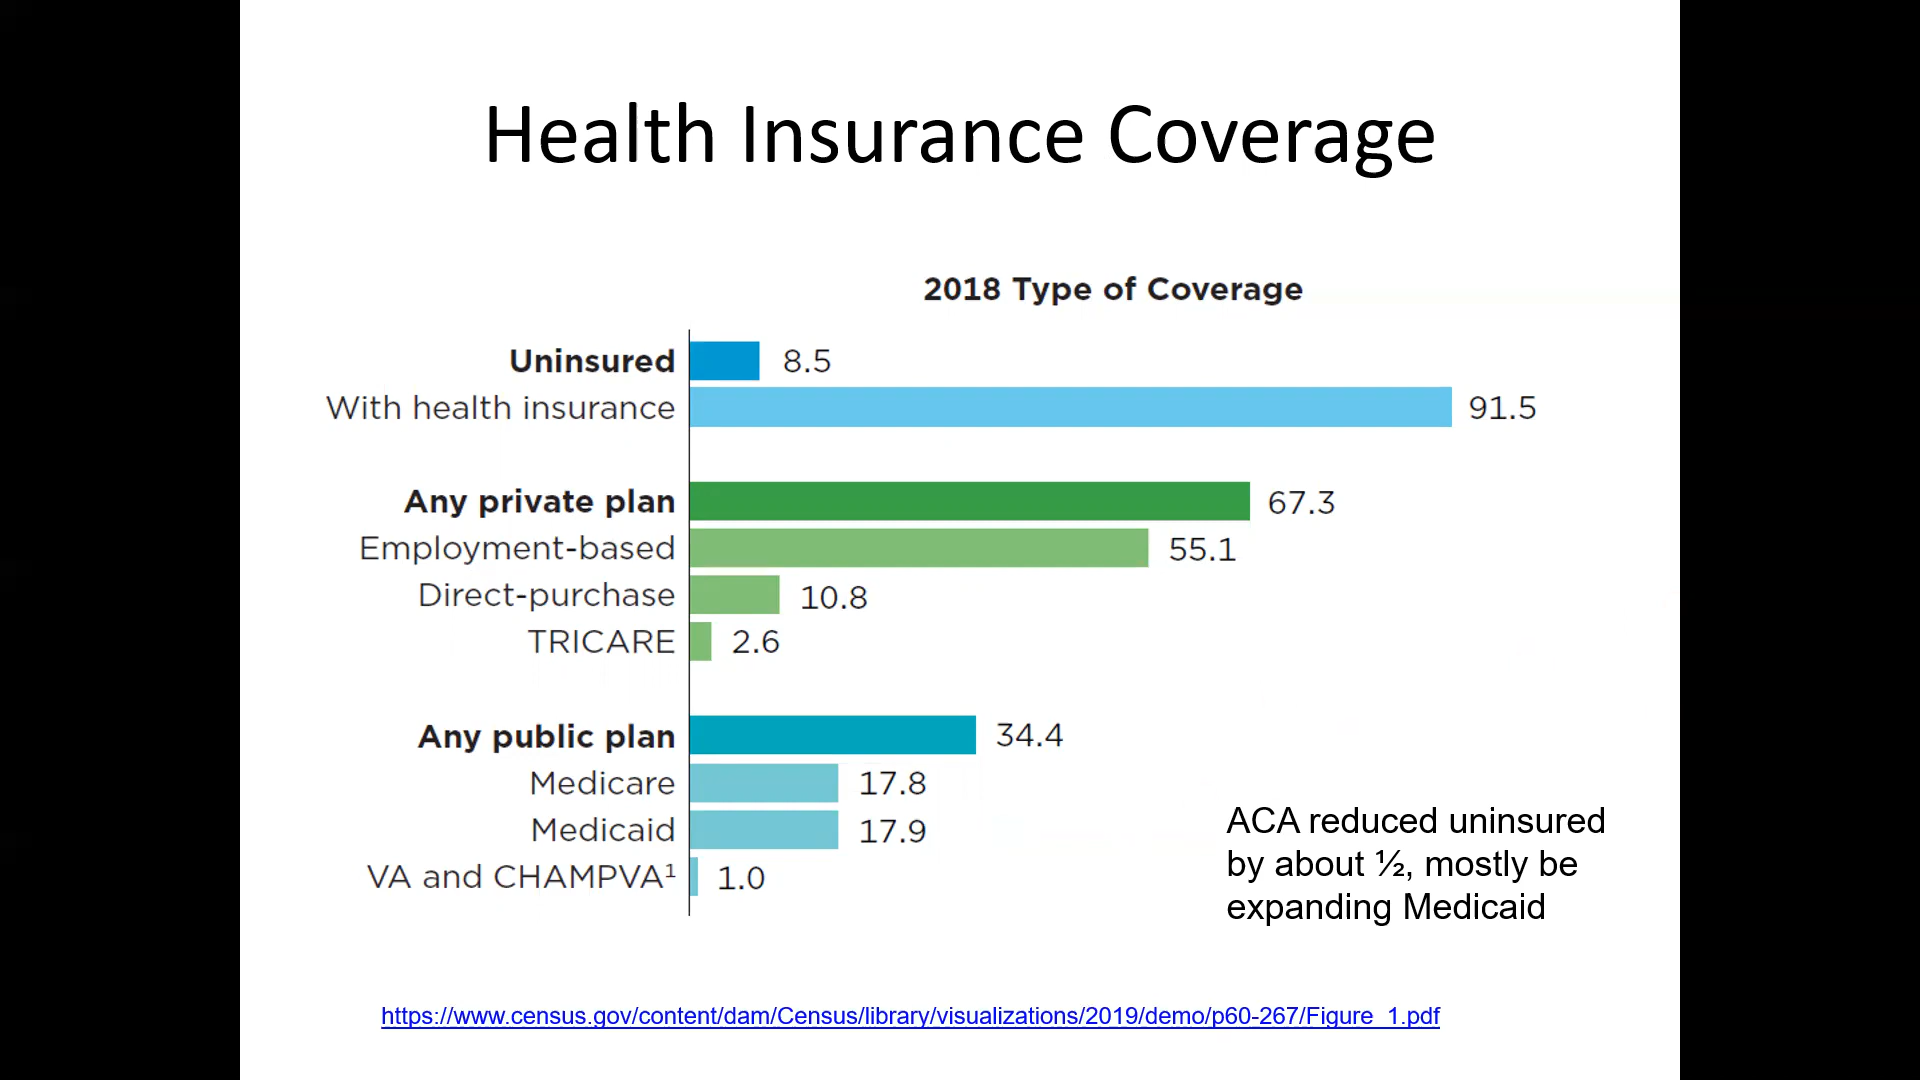 Health Insurance Coverage
2018 Type of Coverage
Uninsured 8.5
With health insurance 91.5
Any private plan 67.3
Employment-based 55.1
Direct-purchase 10.8
TRICARE 2.6
Any public plan 34.4
Medicare 17.8
Medicaid 17.9
VA and CHAMPVA¹ 1.0
ACA reduced uninsured
by about ½, mostly be
expanding Medicaid
https://www.census.gov/content/dam/Census/library/visualizations/2019/demo/p60-267/Figure_1.pdf